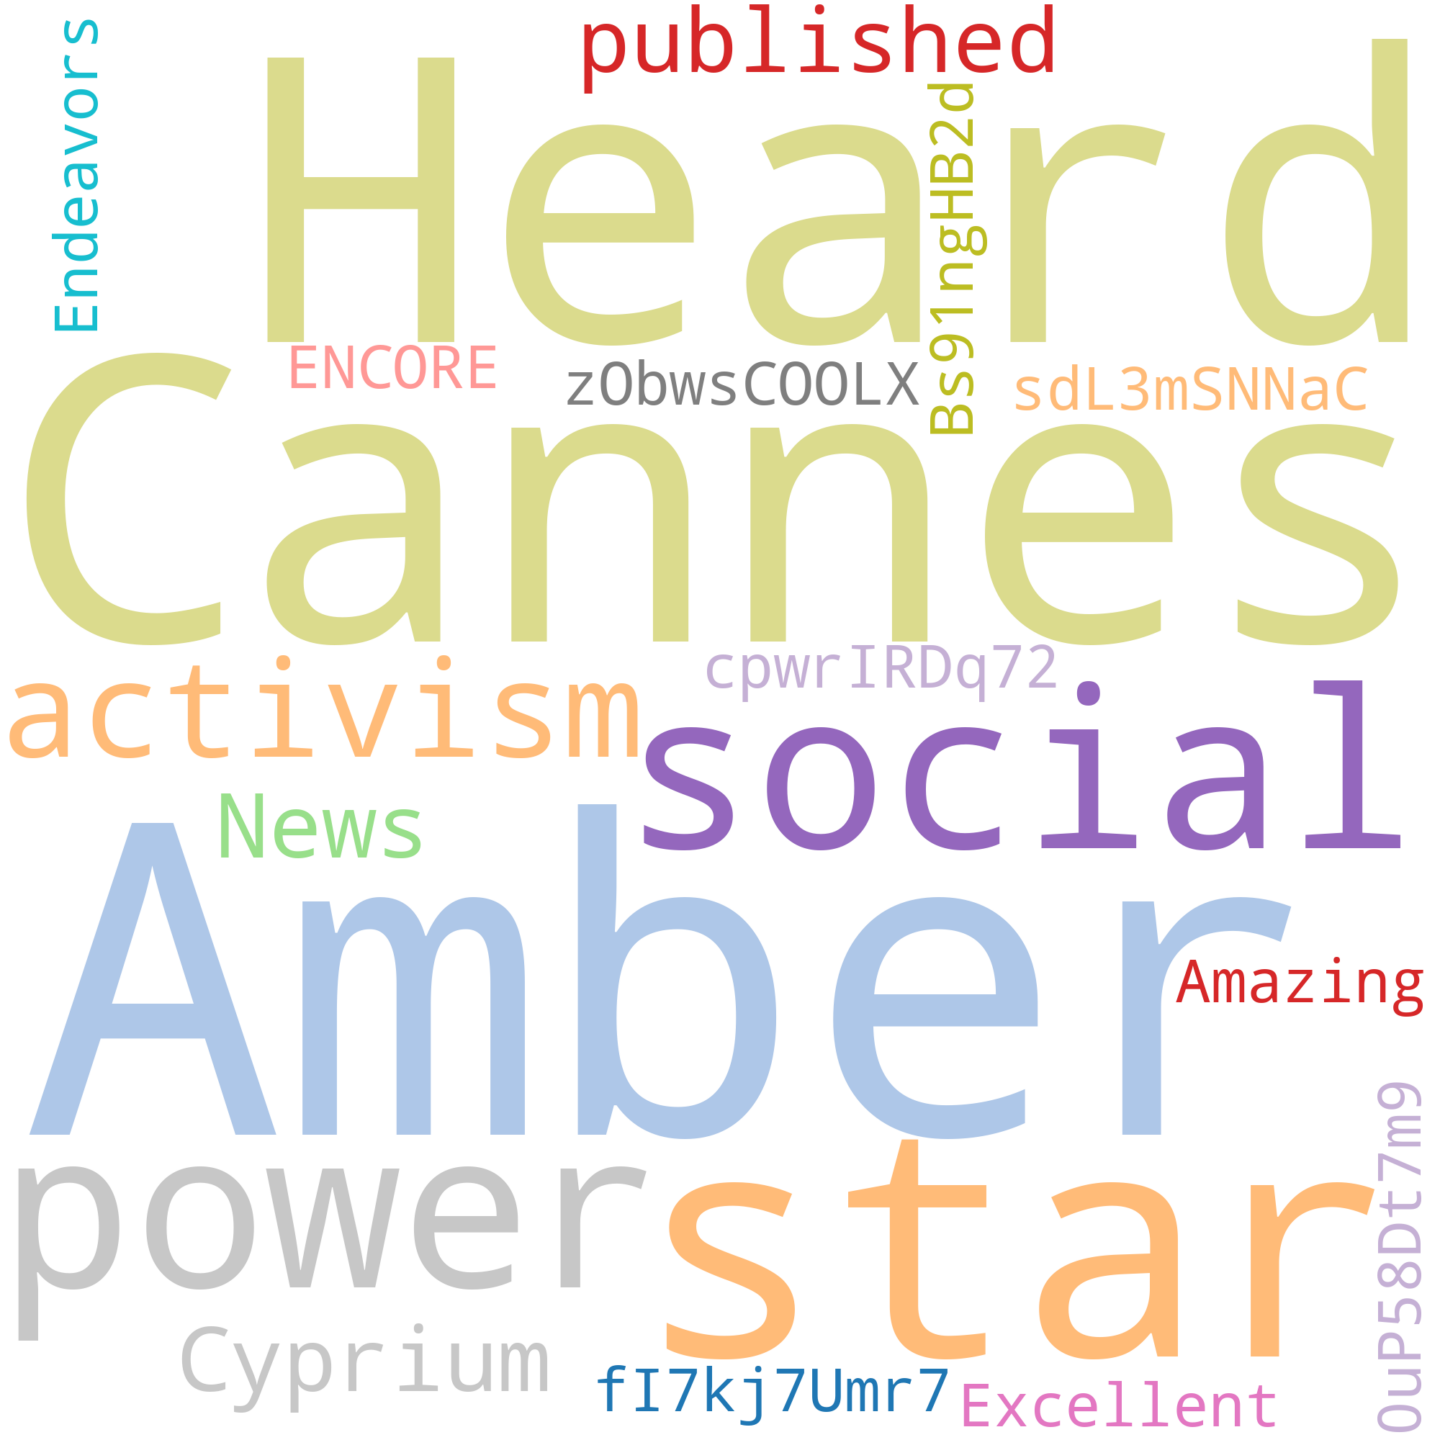 Endeavors
published
Heard
Bs91ngHB2d
ENCORE
zObwsCOOLX
sdL3mSNNaC
Cannes
cpwrIRDq72
activism
social
News
Amber
Amazing
power
star
OuP58Dt7m9
Cyprium
fI7kj7Umr7
Excellent